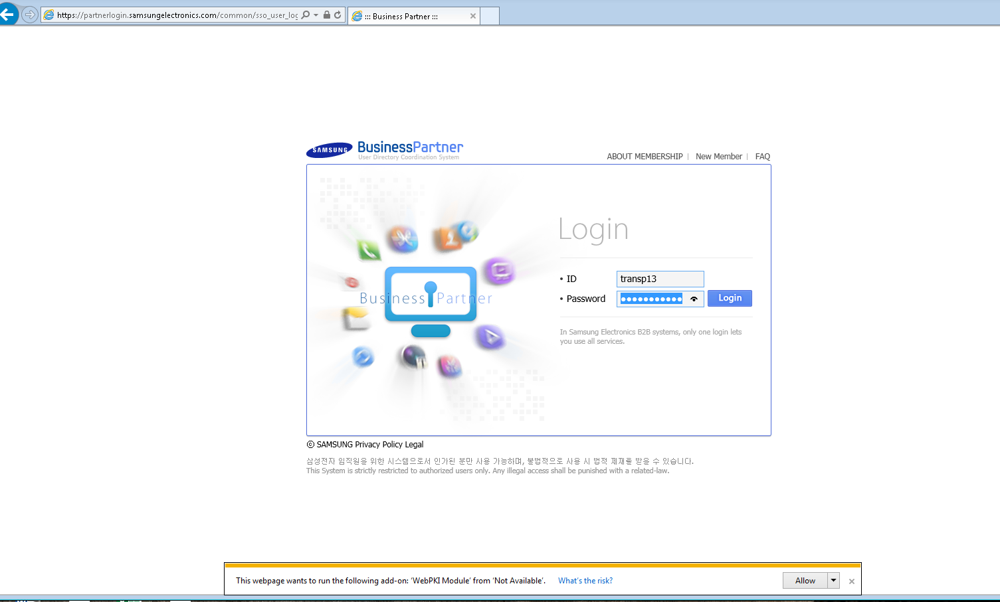 https://partnerlogin.samsungelectronics.com/common/sso_user_log
::: Business Partner :::
SAMSUNG BusinessPartner
User Directory Coordination System
ABOUT MEMBERSHIP | New Member | FAQ
Business Partner
Login
• ID transp13
• Password ●●●●●●●●●●● Login
In Samsung Electronics B2B systems, only one login lets
you use all services.
© SAMSUNG Privacy Policy Legal
삼성전자 임직원을 위한 시스템으로서 인가된 분만 사용 가능하며, 불법적으로 사용 시 법적 제재를 받을 수 있습니다.
This System is strictly restricted to authorized users only. Any illegal access shall be punished with a related-law.
This webpage wants to run the following add-on: 'WebPKI Module' from 'Not Available'. What's the risk? Allow